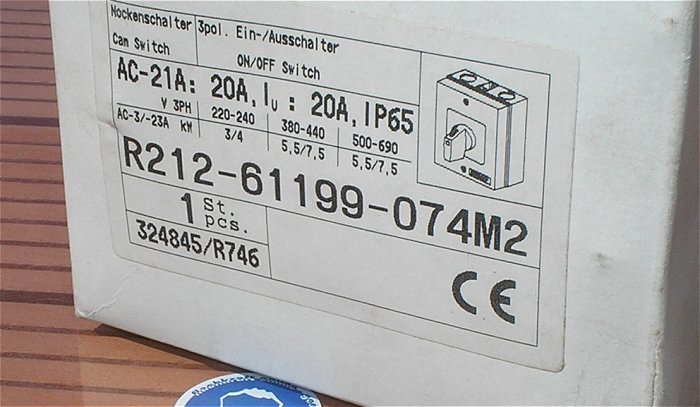 Nockenschalter 3pol. Ein-/Ausschalter
Cam Switch ON/OFF Switch
AC-21A: 20A, Iu : 20A, IP65
V 3PH 220-240 380-440 500-690
AC-3/-23A kW 3/4 5,5/7,5 5,5/7,5
R212-61199-074M2
1 St.
pcs.
324845/R746
CE